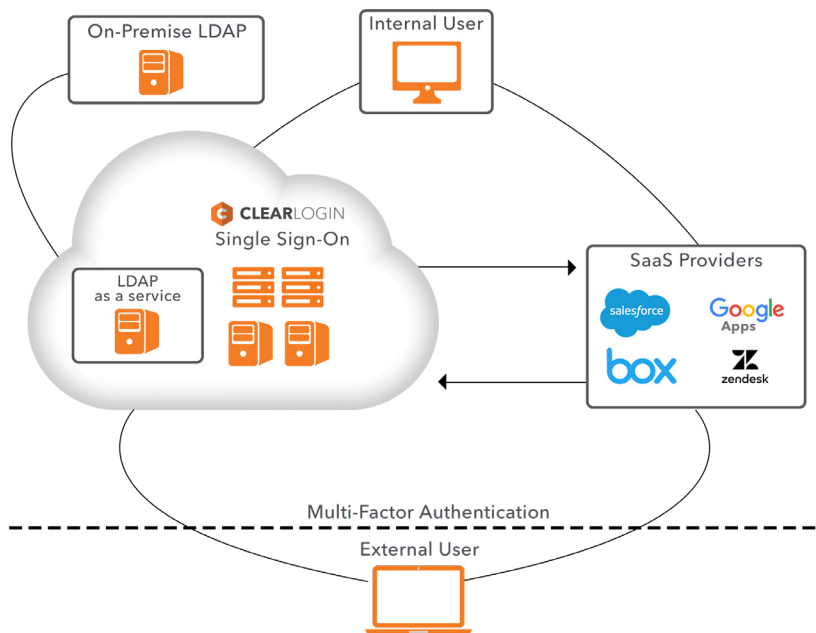 On-Premise LDAP
Internal User
CLEARLOGIN
Single Sign-On
LDAP
as a service
SaaS Providers
salesforce
Google
Apps
box
zendesk
Multi-Factor Authentication
External User